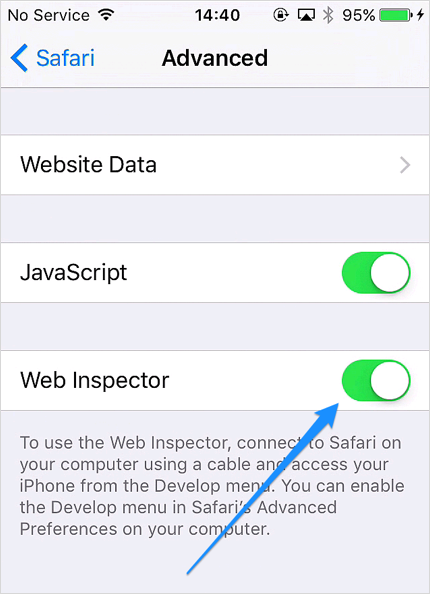 No Service 14:40 95%
Safari Advanced
Website Data
JavaScript
Web Inspector
To use the Web Inspector, connect to Safari on
your computer using a cable and access your
iPhone from the Develop menu. You can enable
the Develop menu in Safari’s Advanced
Preferences on your computer.